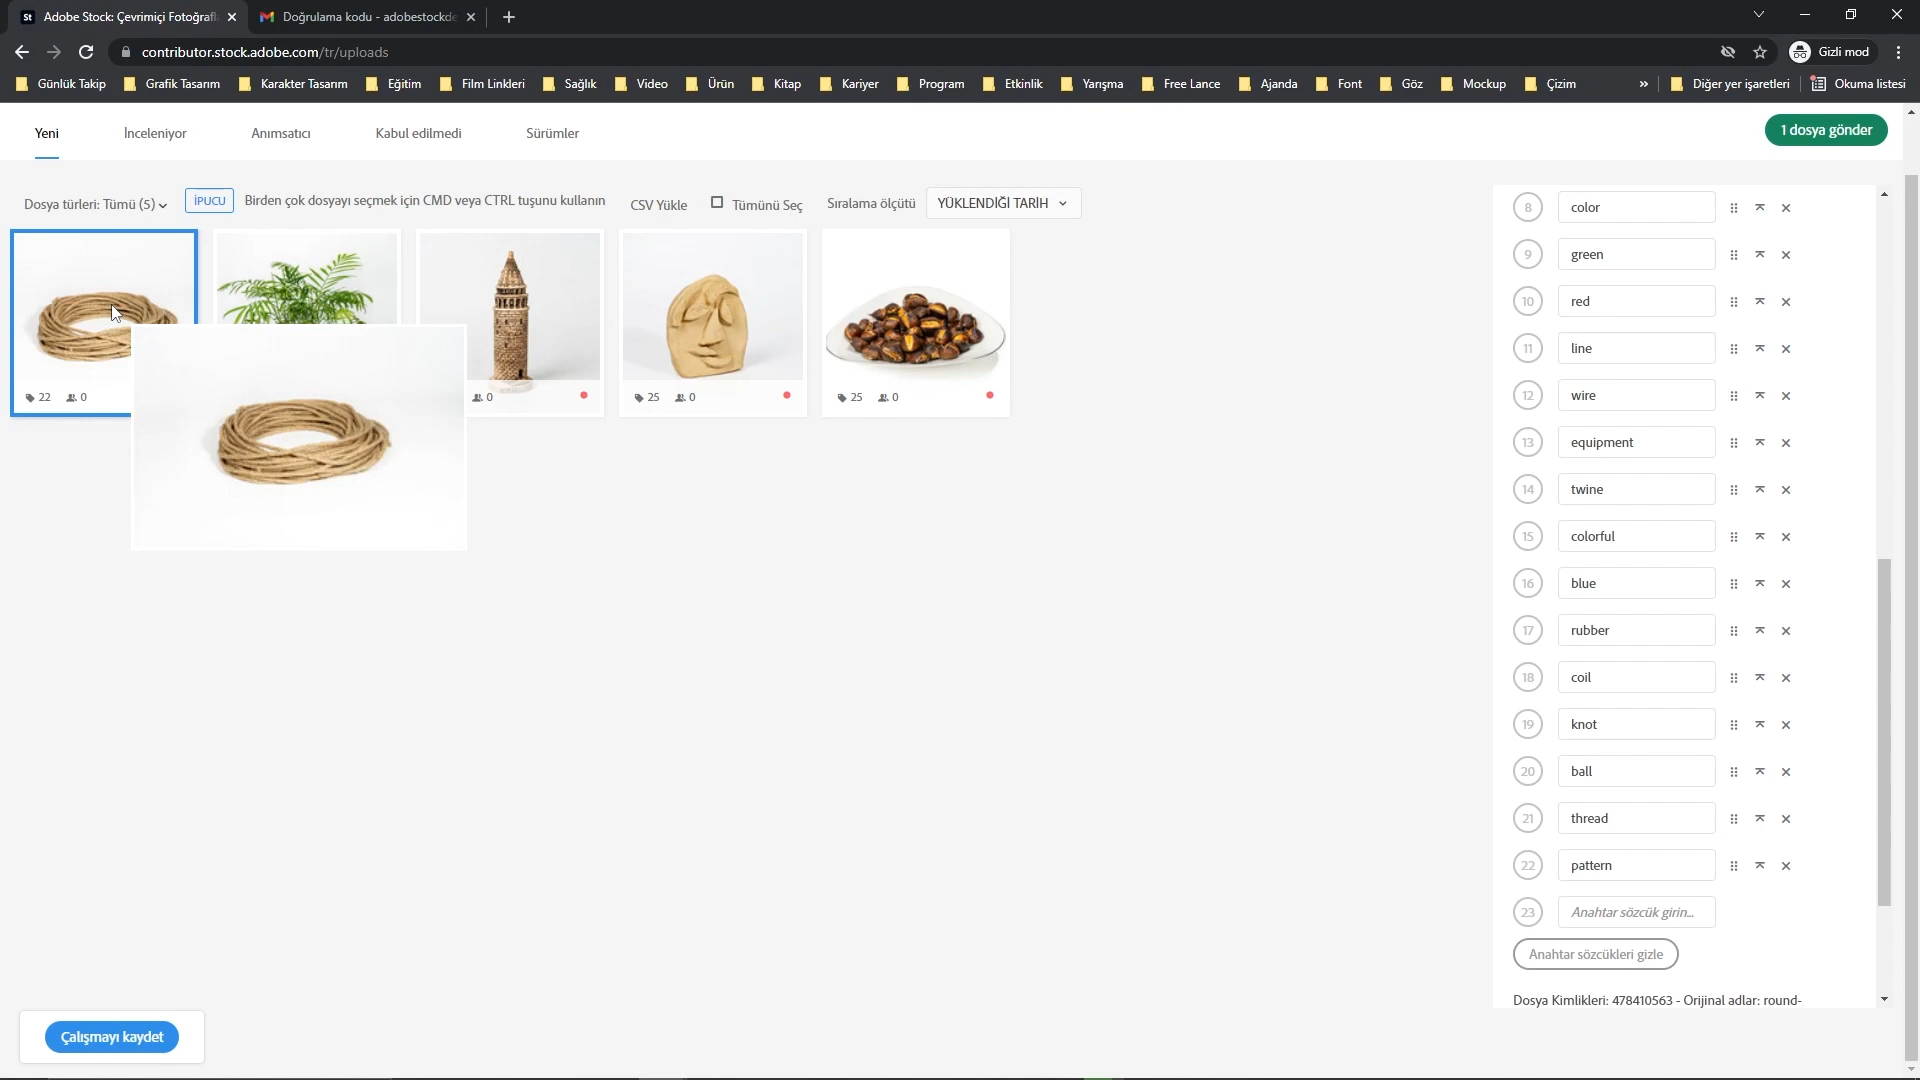 St Adobe Stock: Çevrimiçi Fotoğrafl
Doğrulama kodu - adobestockde
contributor.stock.adobe.com/tr/uploads
Gizli mod
Günlük Takip
Grafik Tasarım
Karakter Tasarım
Eğitim
Film Linkleri
Sağlık
Video
Ürün
Kitap
Kariyer
Program
Etkinlik
Yarışma
Free Lance
Ajanda
Font
Göz
Mockup
Çizim
»
Diğer yer işaretleri
Okuma listesi
Yeni
İnceleniyor
Anımsatıcı
Kabul edilmedi
Sürümler
1 dosya gönder
Dosya türleri: Tümü (5)
İPUCU
Birden çok dosyayı seçmek için CMD veya CTRL tuşunu kullanın
CSV Yükle
Tümünü Seç
Sıralama ölçütü
YÜKLENDİĞİ TARİH
22 0
0
25 0
25 0
8 color
9 green
10 red
11 line
12 wire
13 equipment
14 twine
15 colorful
16 blue
17 rubber
18 coil
19 knot
20 ball
21 thread
22 pattern
23 Anahtar sözcük girin...
Anahtar sözcükleri gizle
Dosya Kimlikleri: 478410563 - Orijinal adlar: round-
Çalışmayı kaydet